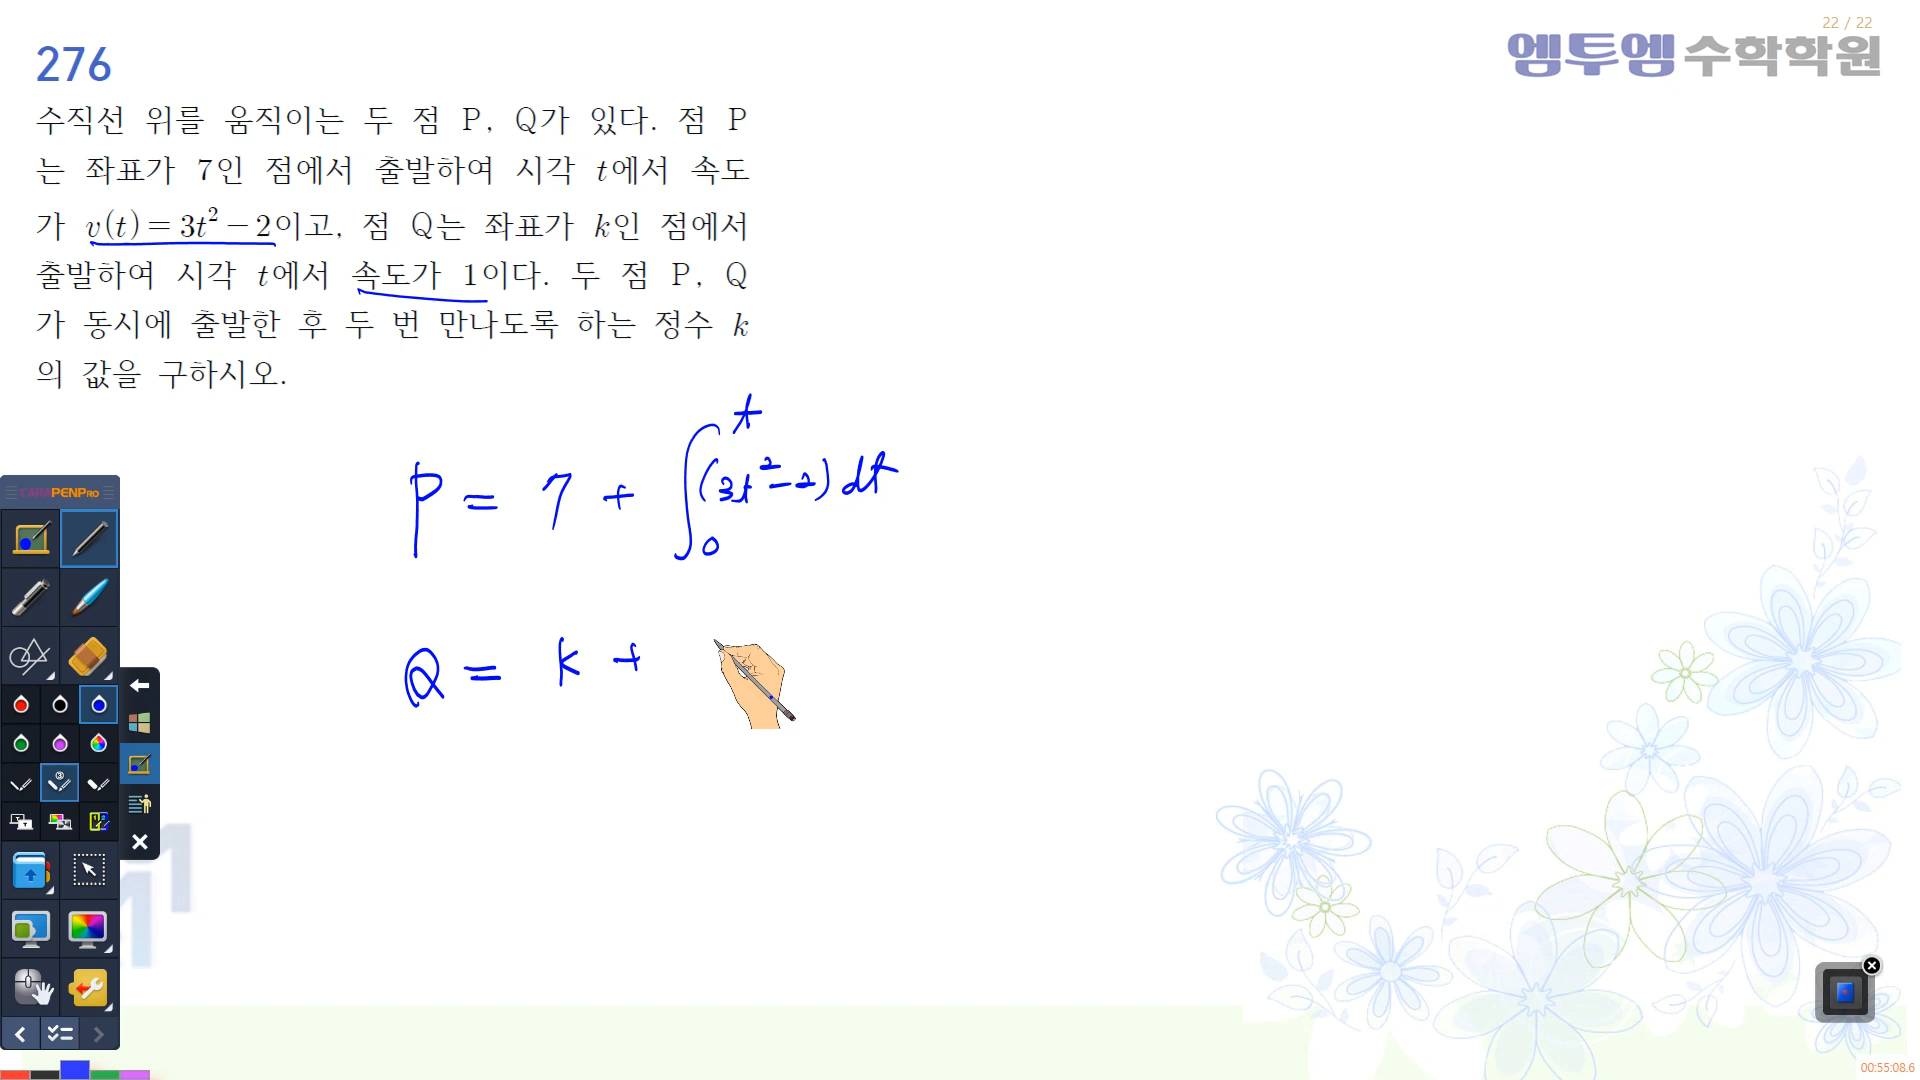 22 / 22
엠투엠 수학학원
276
수직선 위를 움직이는 두 점 P, Q가 있다. 점 P
는 좌표가 7인 점에서 출발하여 시각 t에서 속도
가 v(t) = 3t² − 2이고, 점 Q는 좌표가 k인 점에서
출발하여 시각 t에서 속도가 1이다. 두 점 P, Q
가 동시에 출발한 후 두 번 만나도록 하는 정수 k
의 값을 구하시오.
P = 7 + ∫₀ᵗ (3t² − 2) dt
Q = k +
CARAPENPRO
00:55:08.6